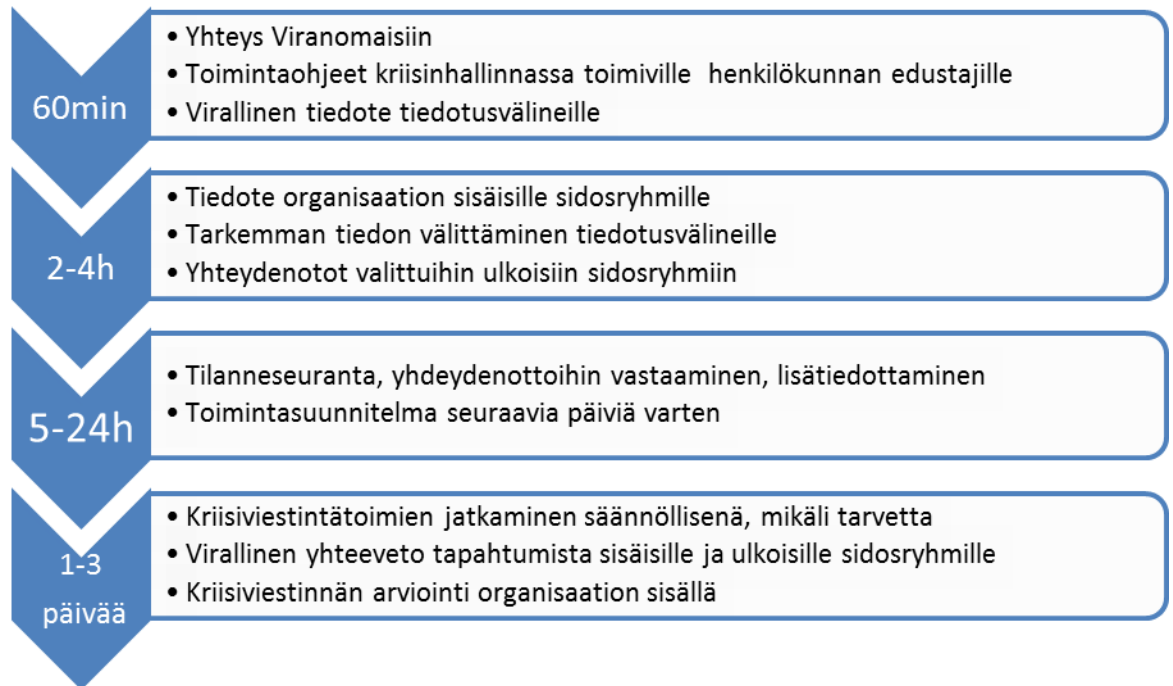 60min
• Yhteys Viranomaisiin
• Toimintaohjeet kriisinhallinnassa toimiville henkilökunnan edustajille
• Virallinen tiedote tiedotusvälineille
2-4h
• Tiedote organisaation sisäisille sidosryhmille
• Tarkemman tiedon välittäminen tiedotusvälineille
• Yhteydenotot valittuihin ulkoisiin sidosryhmiin
5-24h
• Tilanneseuranta, yhdeydenottoihin vastaaminen, lisätiedottaminen
• Toimintasuunnitelma seuraavia päiviä varten
1-3
päivää
• Kriisiviestintätoimien jatkaminen säännöllisenä, mikäli tarvetta
• Virallinen yhteeveto tapahtumista sisäisille ja ulkoisille sidosryhmille
• Kriisiviestinnän arviointi organisaation sisällä